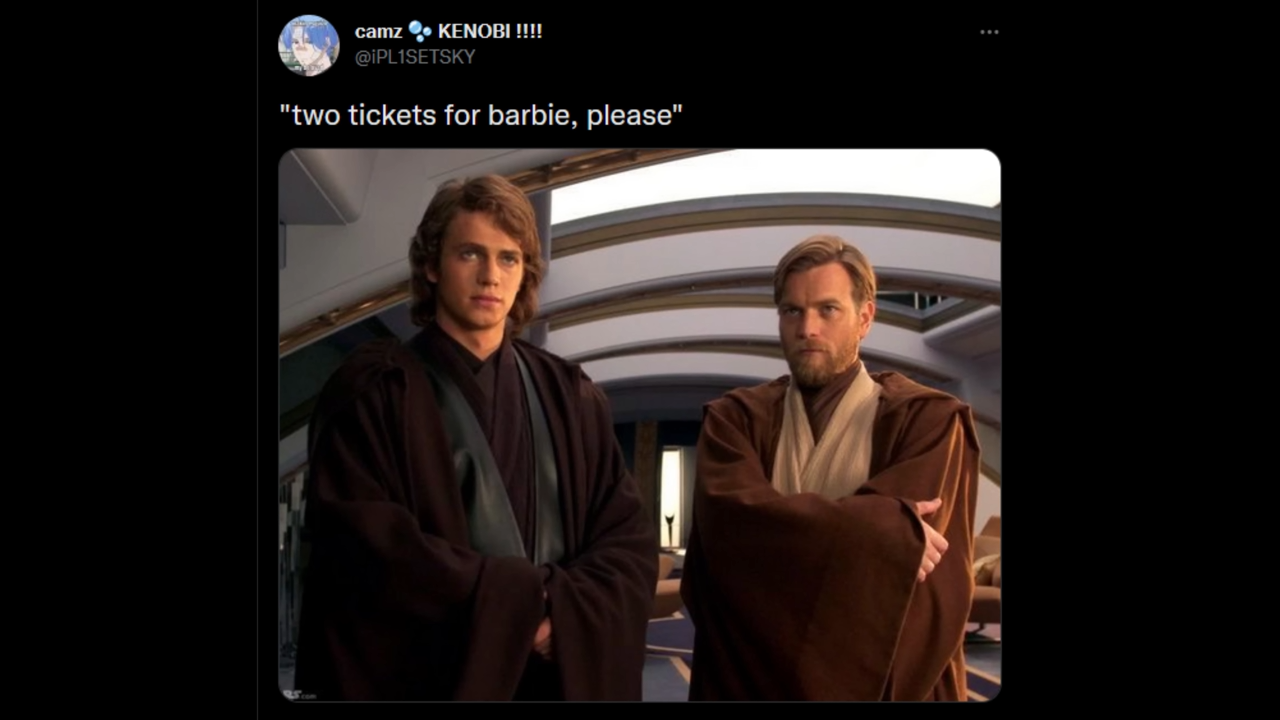 camz 🫧 KENOBI !!!!
@iPL1SETSKY
"two tickets for barbie, please"